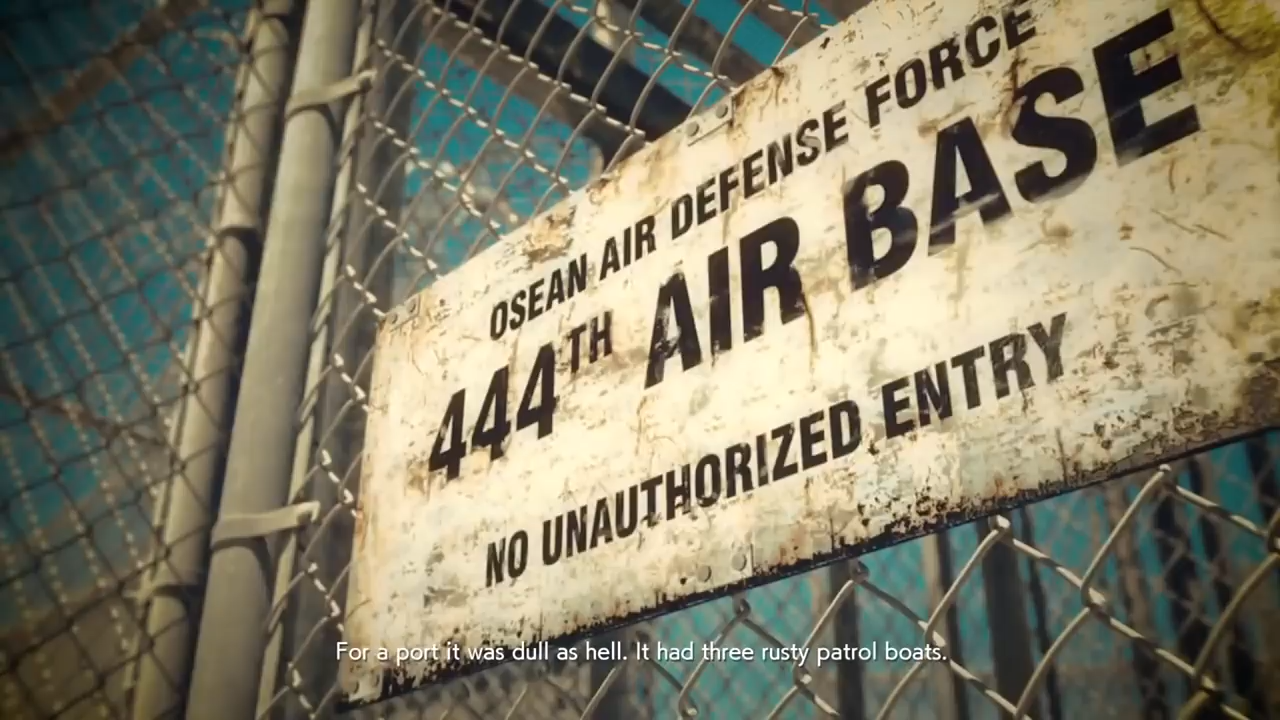 OSEAN AIR DEFENSE FORCE
444TH AIR BASE
NO UNAUTHORIZED ENTRY
For a port it was dull as hell. It had three rusty patrol boats.